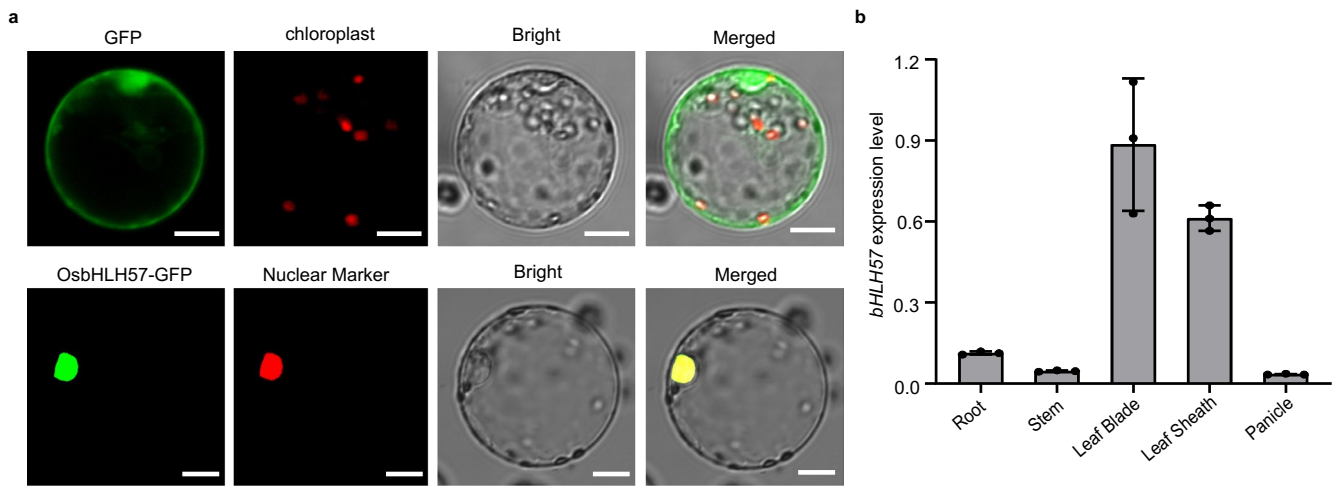 a
GFP
chloroplast
Bright
Merged
OsbHLH57-GFP
Nuclear Marker
Bright
Merged
b
bHLH57 expression level
1.2
0.9
0.6
0.3
0.0
Root
Stem
Leaf Blade
Leaf Sheath
Panicle